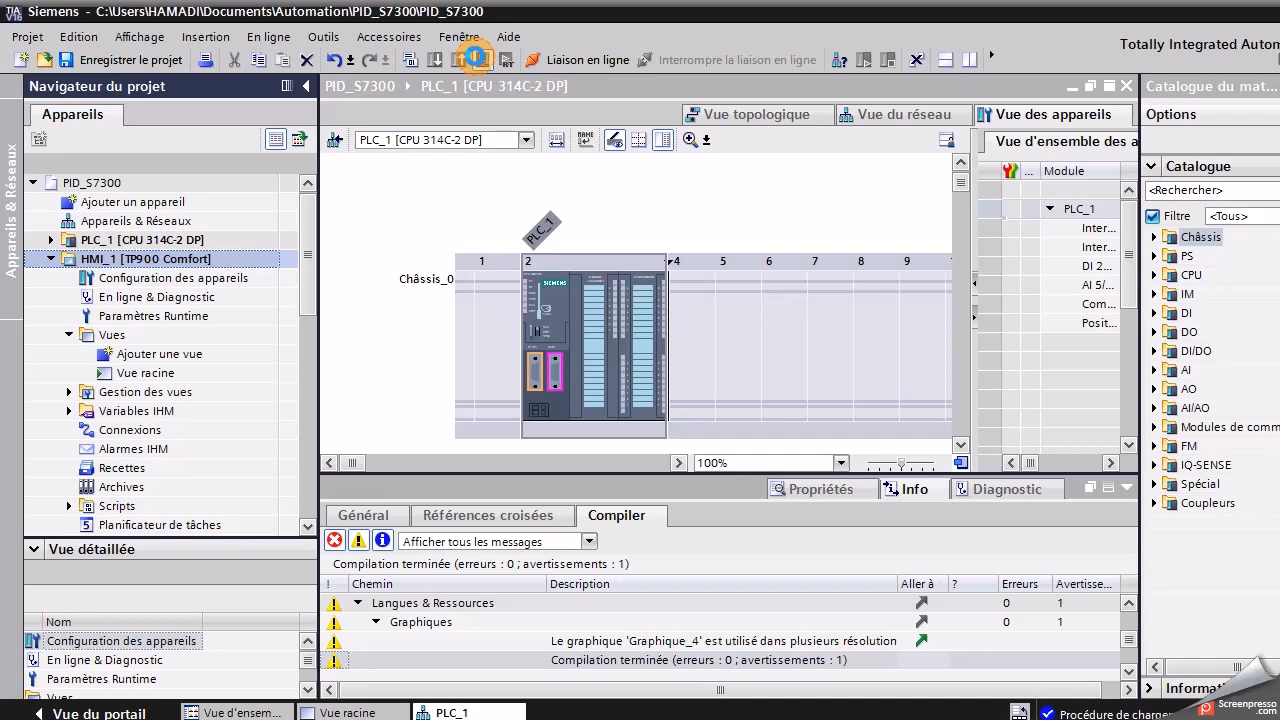 Siemens - C:\Users\HAMADI\Documents\Automation\PID_S7300\PID_S7300
Projet Edition Affichage Insertion En ligne Outils Accessoires Fenêtre Aide
Totally Integrated Autom
Enregistrer le projet
Liaison en ligne
Interrompre la liaison en ligne
Navigateur du projet
PID_S7300 PLC_1 [CPU 314C-2 DP]
Catalogue du mat...
Appareils
Vue topologique
Vue du réseau
Vue des appareils
Options
PLC_1 [CPU 314C-2 DP]
Vue d'ensemble des a
Appareils & Réseaux
PID_S7300
Ajouter un appareil
Appareils & Réseaux
PLC_1 [CPU 314C-2 DP]
HMI_1 [TP900 Comfort]
Configuration des appareils
En ligne & Diagnostic
Paramètres Runtime
Vues
Ajouter une vue
Vue racine
Gestion des vues
Variables IHM
Connexions
Alarmes IHM
Recettes
Archives
Scripts
Planificateur de tâches
PLC_1
1 2 4 5 6 7 8 9
Châssis_0
SIEMENS
100%
... Module
PLC_1
Inter...
Inter...
DI 2...
AI 5/...
Com...
Posit...
Catalogue
<Rechercher>
Filtre <Tous>
Châssis
PS
CPU
IM
DI
DO
DI/DO
AI
AO
AI/AO
Modules de comm
FM
IQ-SENSE
Spécial
Coupleurs
Propriétés
Info
Diagnostic
Général
Références croisées
Compiler
Afficher tous les messages
Compilation terminée (erreurs : 0 ; avertissements : 1)
! Chemin Description Aller à ? Erreurs Avertisse...
Langues & Ressources 0 1
Graphiques 0 1
Le graphique 'Graphique_4' est utilisé dans plusieurs résolution
Compilation terminée (erreurs : 0 ; avertissements : 1)
Vue détaillée
Nom
Configuration des appareils
En ligne & Diagnostic
Paramètres Runtime
Vues
Vue du portail
Vue d'ensem...
Vue racine
PLC_1
Procédure de charger
Screenpresso
.com